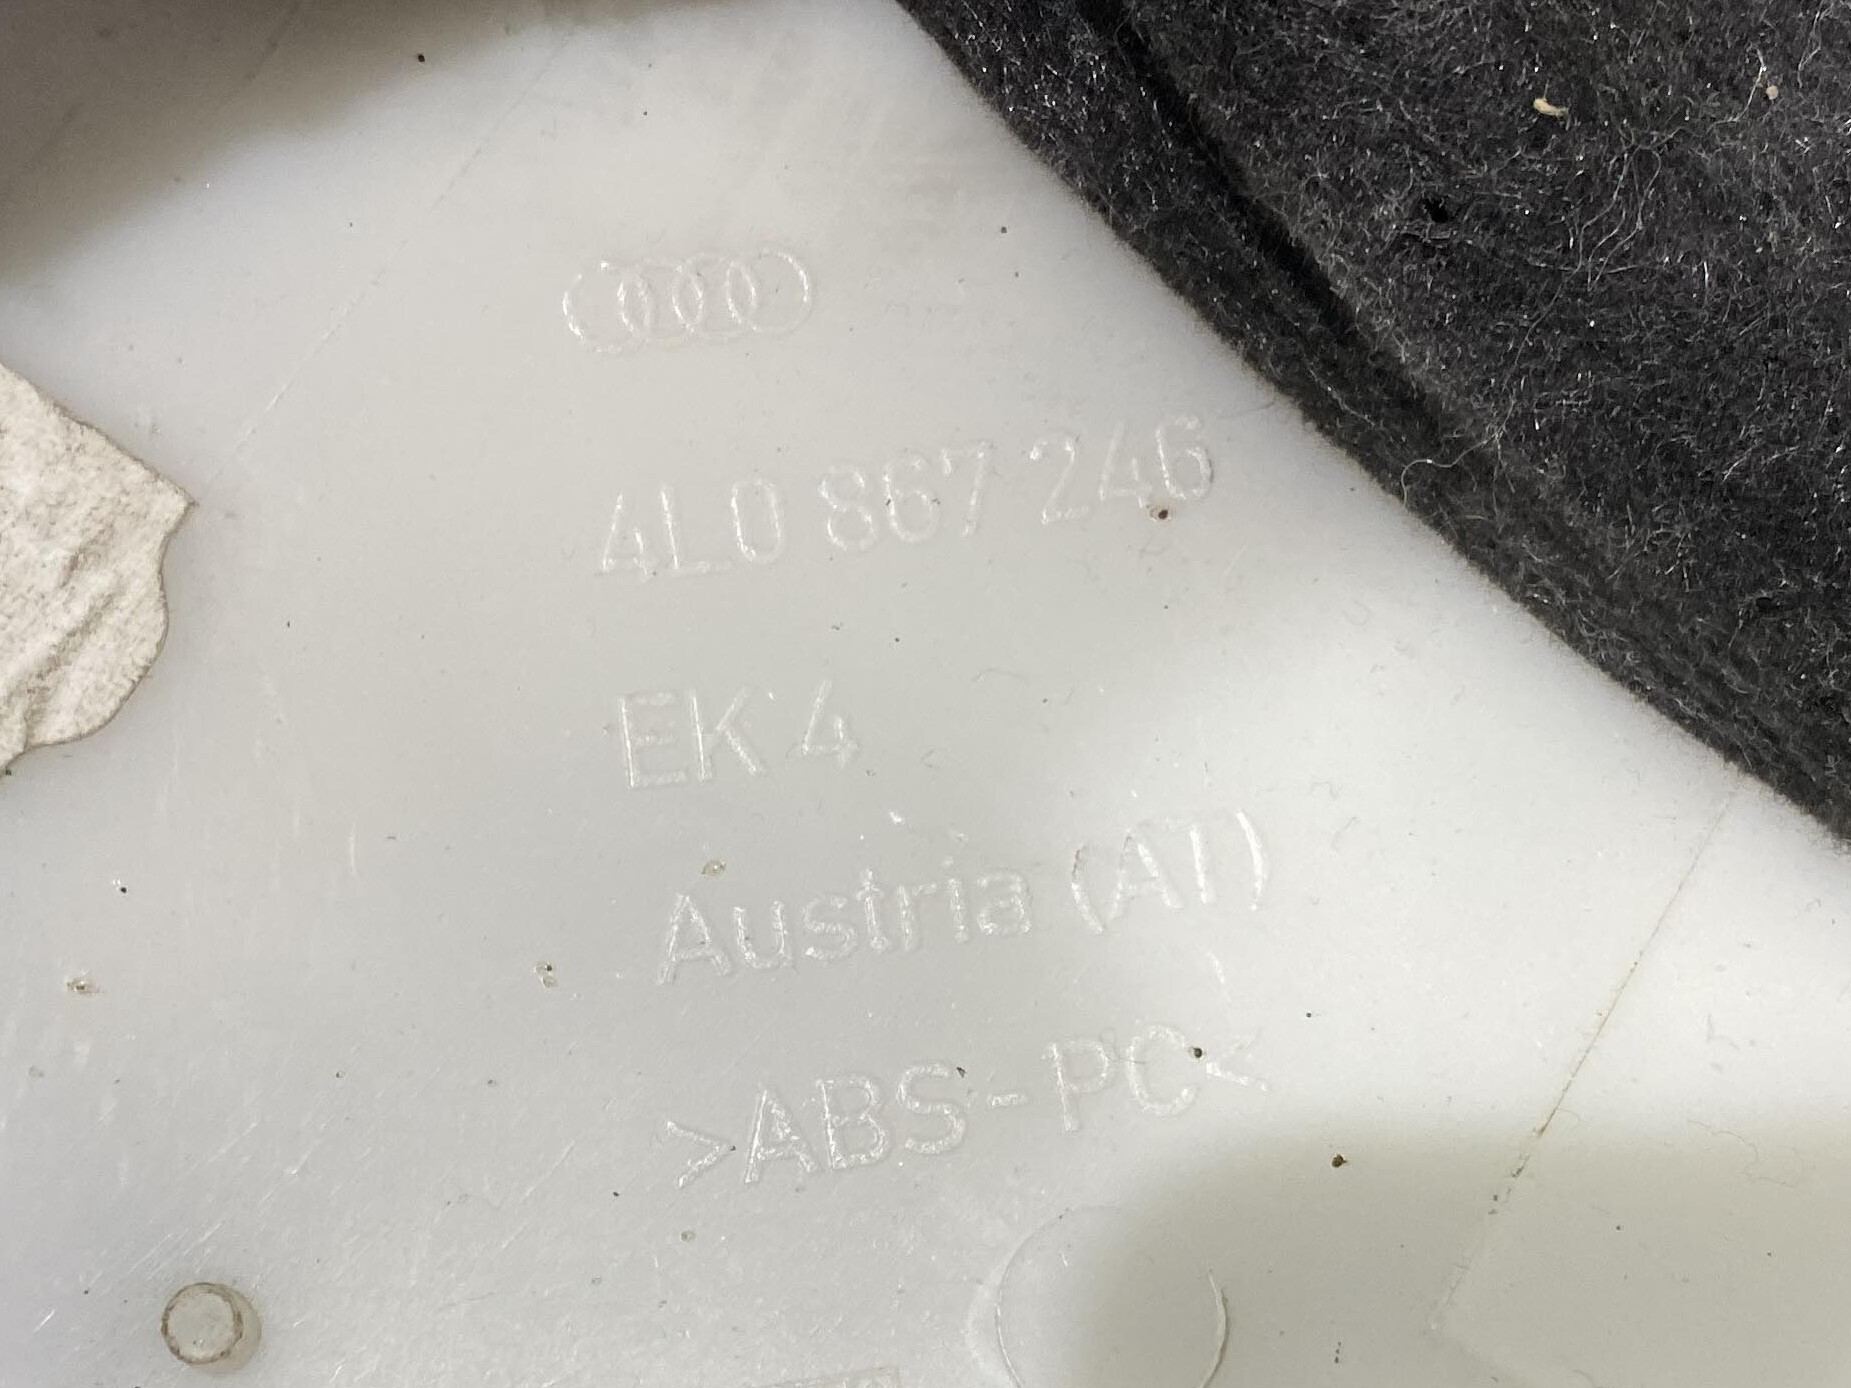 4L0 867 246
EK 4
Austria (AT)
>ABS-PC<